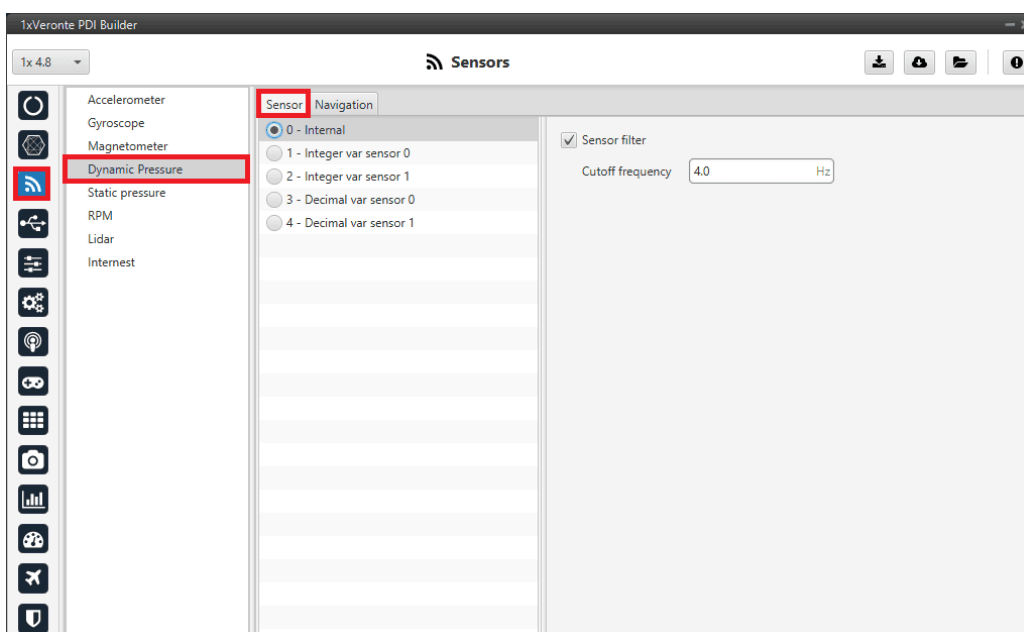 1xVeronte PDI Builder
1x 4.8
Sensors
Accelerometer
Gyroscope
Magnetometer
Dynamic Pressure
Static pressure
RPM
Lidar
Internest
Sensor
Navigation
0 - Internal
1 - Integer var sensor 0
2 - Integer var sensor 1
3 - Decimal var sensor 0
4 - Decimal var sensor 1
Sensor filter
Cutoff frequency 4.0 Hz